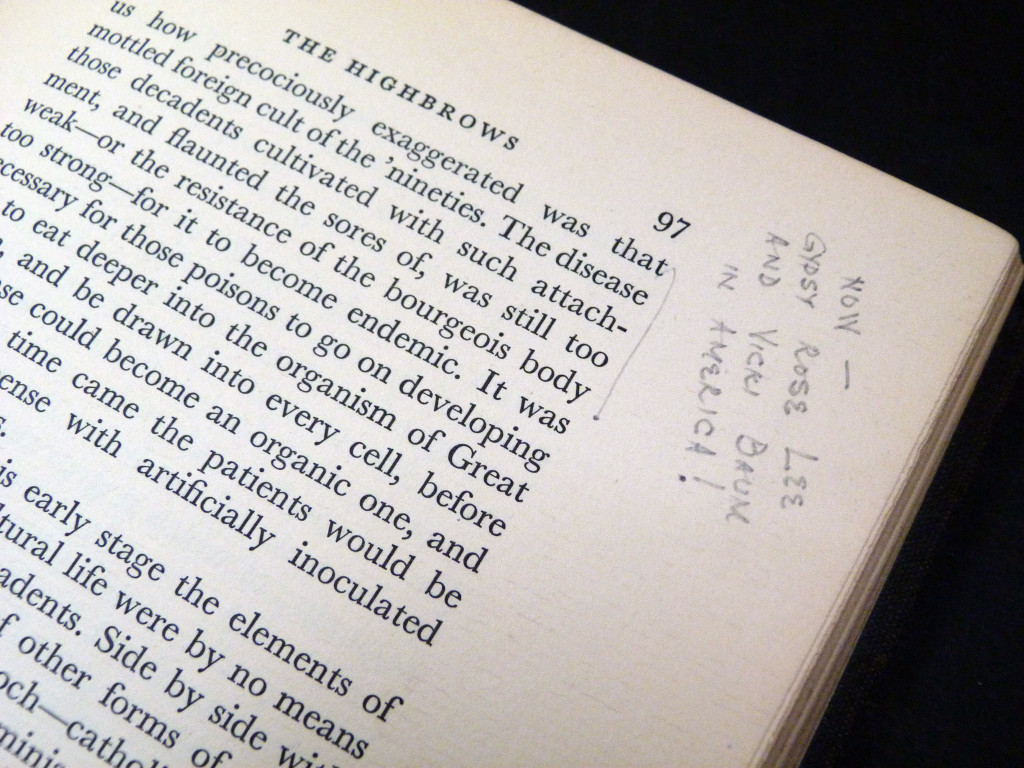 THE HIGHBROWS
97
us how precociously exaggerated was that
mottled foreign cult of the 'nineties. The disease
those decadents cultivated with such attach-
ment, and flaunted the sores of, was still too
weak—or the resistance of the bourgeois body
too strong—for it to become endemic. It was
cessary for those poisons to go on developing
to eat deeper into the organism of Great
and be drawn into every cell, before
se could become an organic one, and
time came the patients would be
ense with artificially inoculated
s.
is early stage the elements of
tural life were by no means
adents. Side by side with
f other forms of
och—catholi
minis
NOW —
GYPSY ROSE LEE
AND VICKI BAUM
IN AMERICA!